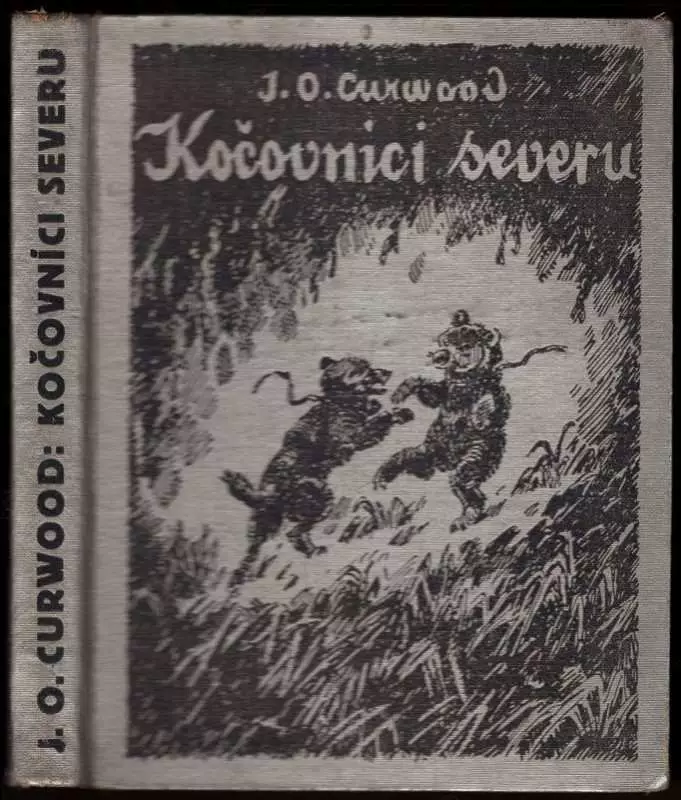 J. O. CURWOOD: KOČOVNÍCI SEVERU
J. O. Curwood
Kočovníci severu